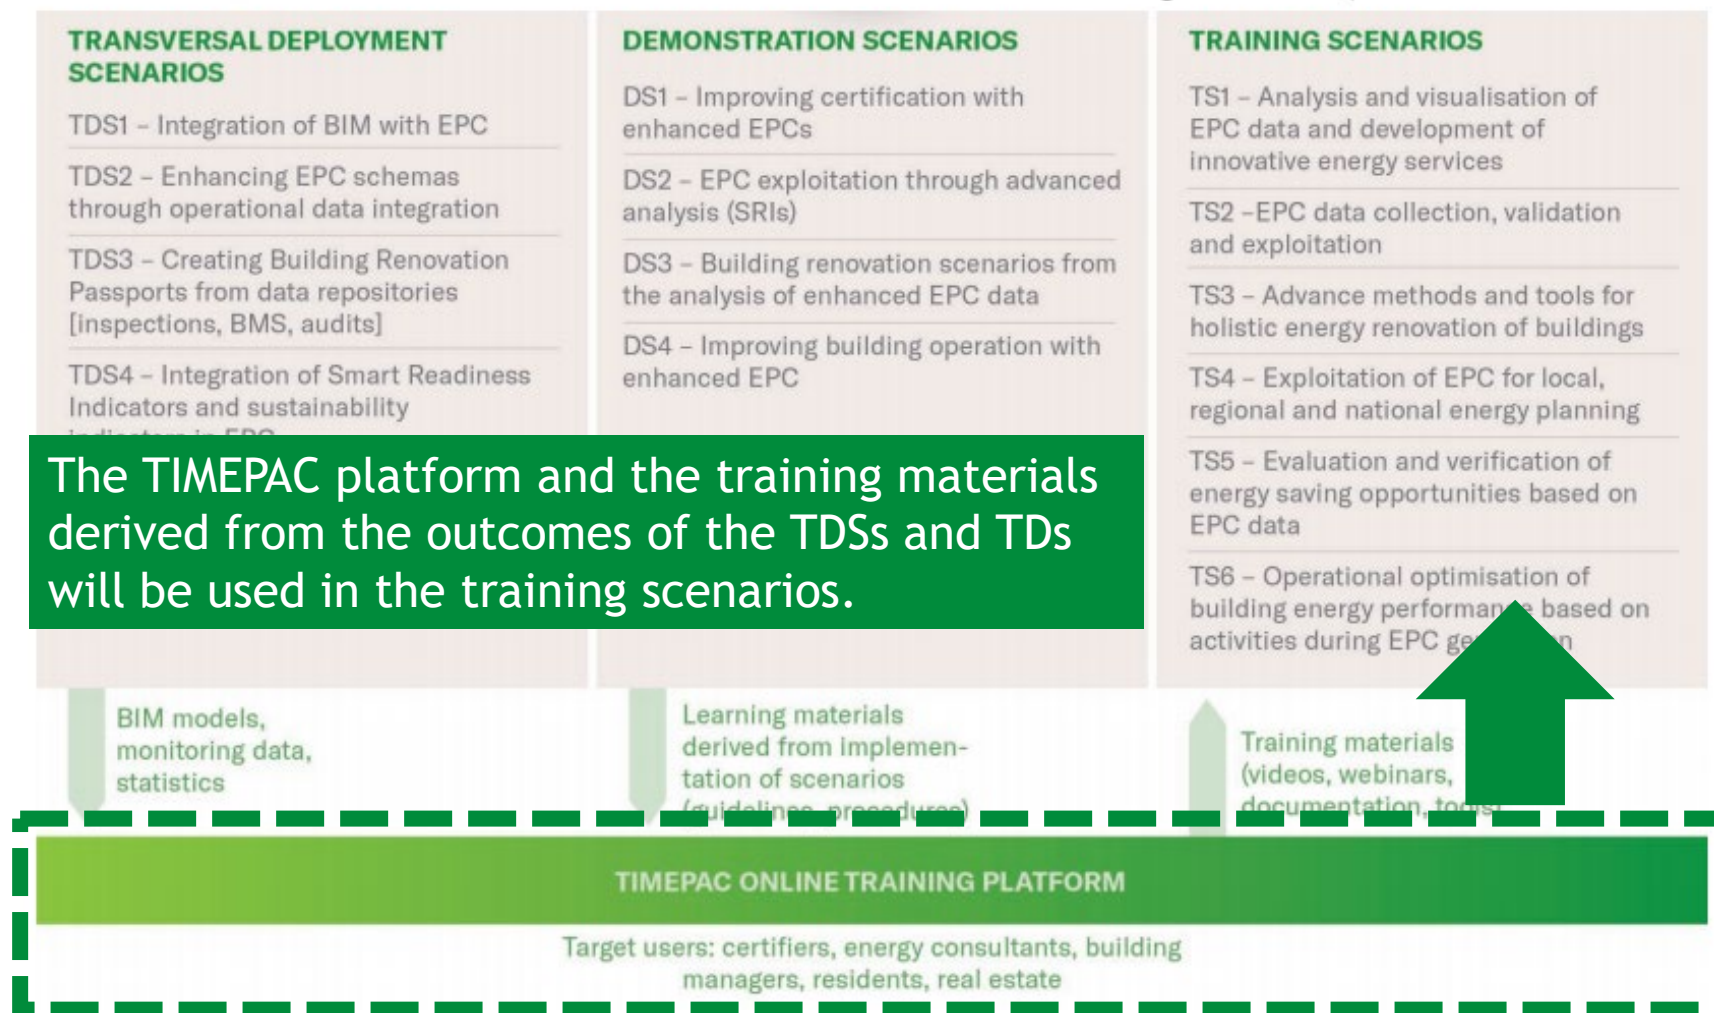 TRANSVERSAL DEPLOYMENT
SCENARIOS
TDS1 – Integration of BIM with EPC
TDS2 – Enhancing EPC schemas
through operational data integration
TDS3 – Creating Building Renovation
Passports from data repositories
[inspections, BMS, audits]
TDS4 – Integration of Smart Readiness
Indicators and sustainability
indicators in EPC
DEMONSTRATION SCENARIOS
DS1 – Improving certification with
enhanced EPCs
DS2 – EPC exploitation through advanced
analysis (SRIs)
DS3 – Building renovation scenarios from
the analysis of enhanced EPC data
DS4 – Improving building operation with
enhanced EPC
TRAINING SCENARIOS
TS1 – Analysis and visualisation of
EPC data and development of
innovative energy services
TS2 –EPC data collection, validation
and exploitation
TS3 – Advance methods and tools for
holistic energy renovation of buildings
TS4 – Exploitation of EPC for local,
regional and national energy planning
TS5 – Evaluation and verification of
energy saving opportunities based on
EPC data
TS6 – Operational optimisation of
building energy performance based on
activities during EPC
The TIMEPAC platform and the training materials
derived from the outcomes of the TDSs and TDs
will be used in the training scenarios.
BIM models,
monitoring data,
statistics
Learning materials
derived from implemen-
tation of scenarios
(guidelines, procedures)
Training materials
(videos, webinars,
documentation, tools)
TIMEPAC ONLINE TRAINING PLATFORM
Target users: certifiers, energy consultants, building
managers, residents, real estate